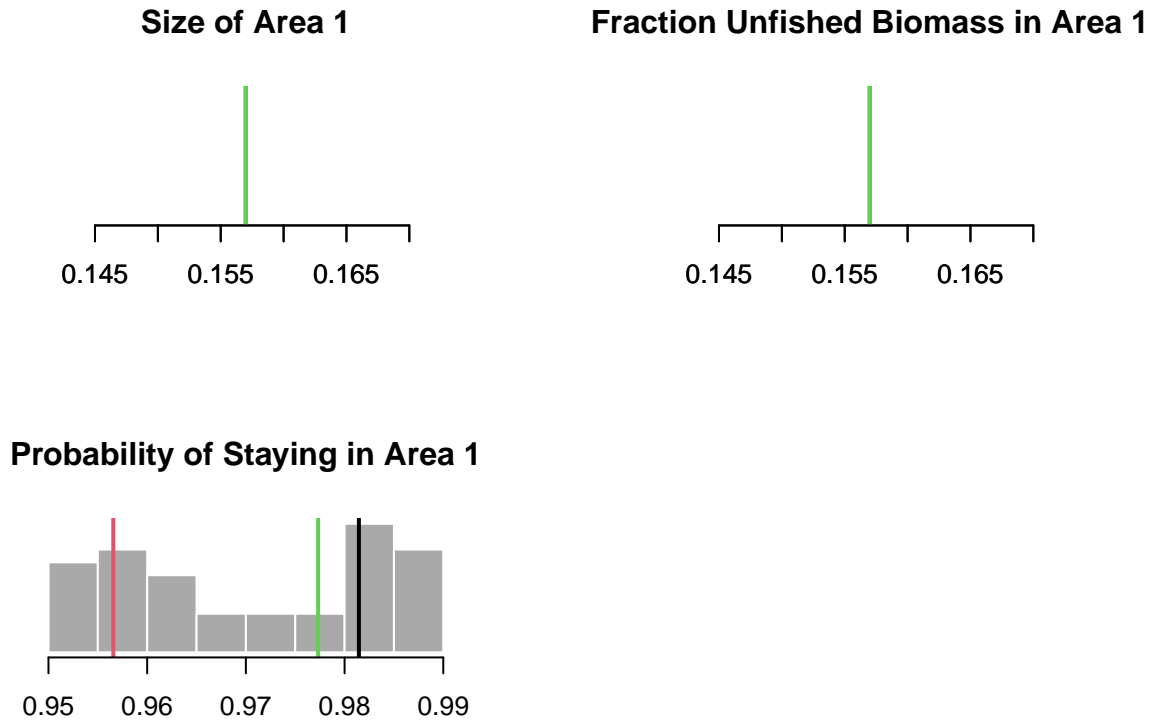 Size of Area 1
Fraction Unfished Biomass in Area 1
0.145 0.155 0.165
0.145 0.155 0.165
Probability of Staying in Area 1
0.95 0.96 0.97 0.98 0.99